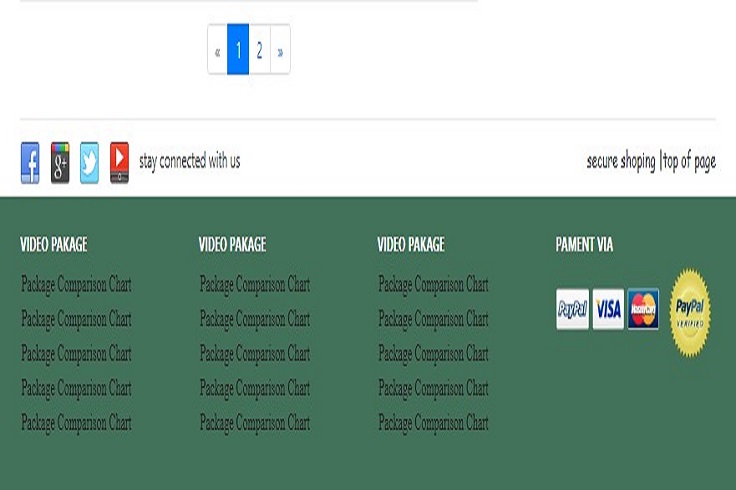 « 1 2 »
f g+ stay connected with us secure shoping |top of page
VIDEO PAKAGE VIDEO PAKAGE VIDEO PAKAGE PAMENT VIA
Package Comparison Chart Package Comparison Chart Package Comparison Chart
Package Comparison Chart Package Comparison Chart Package Comparison Chart
PayPal VISA MasterCard PayPal VERIFIED
Package Comparison Chart Package Comparison Chart Package Comparison Chart
Package Comparison Chart Package Comparison Chart Package Comparison Chart
Package Comparison Chart Package Comparison Chart Package Comparison Chart